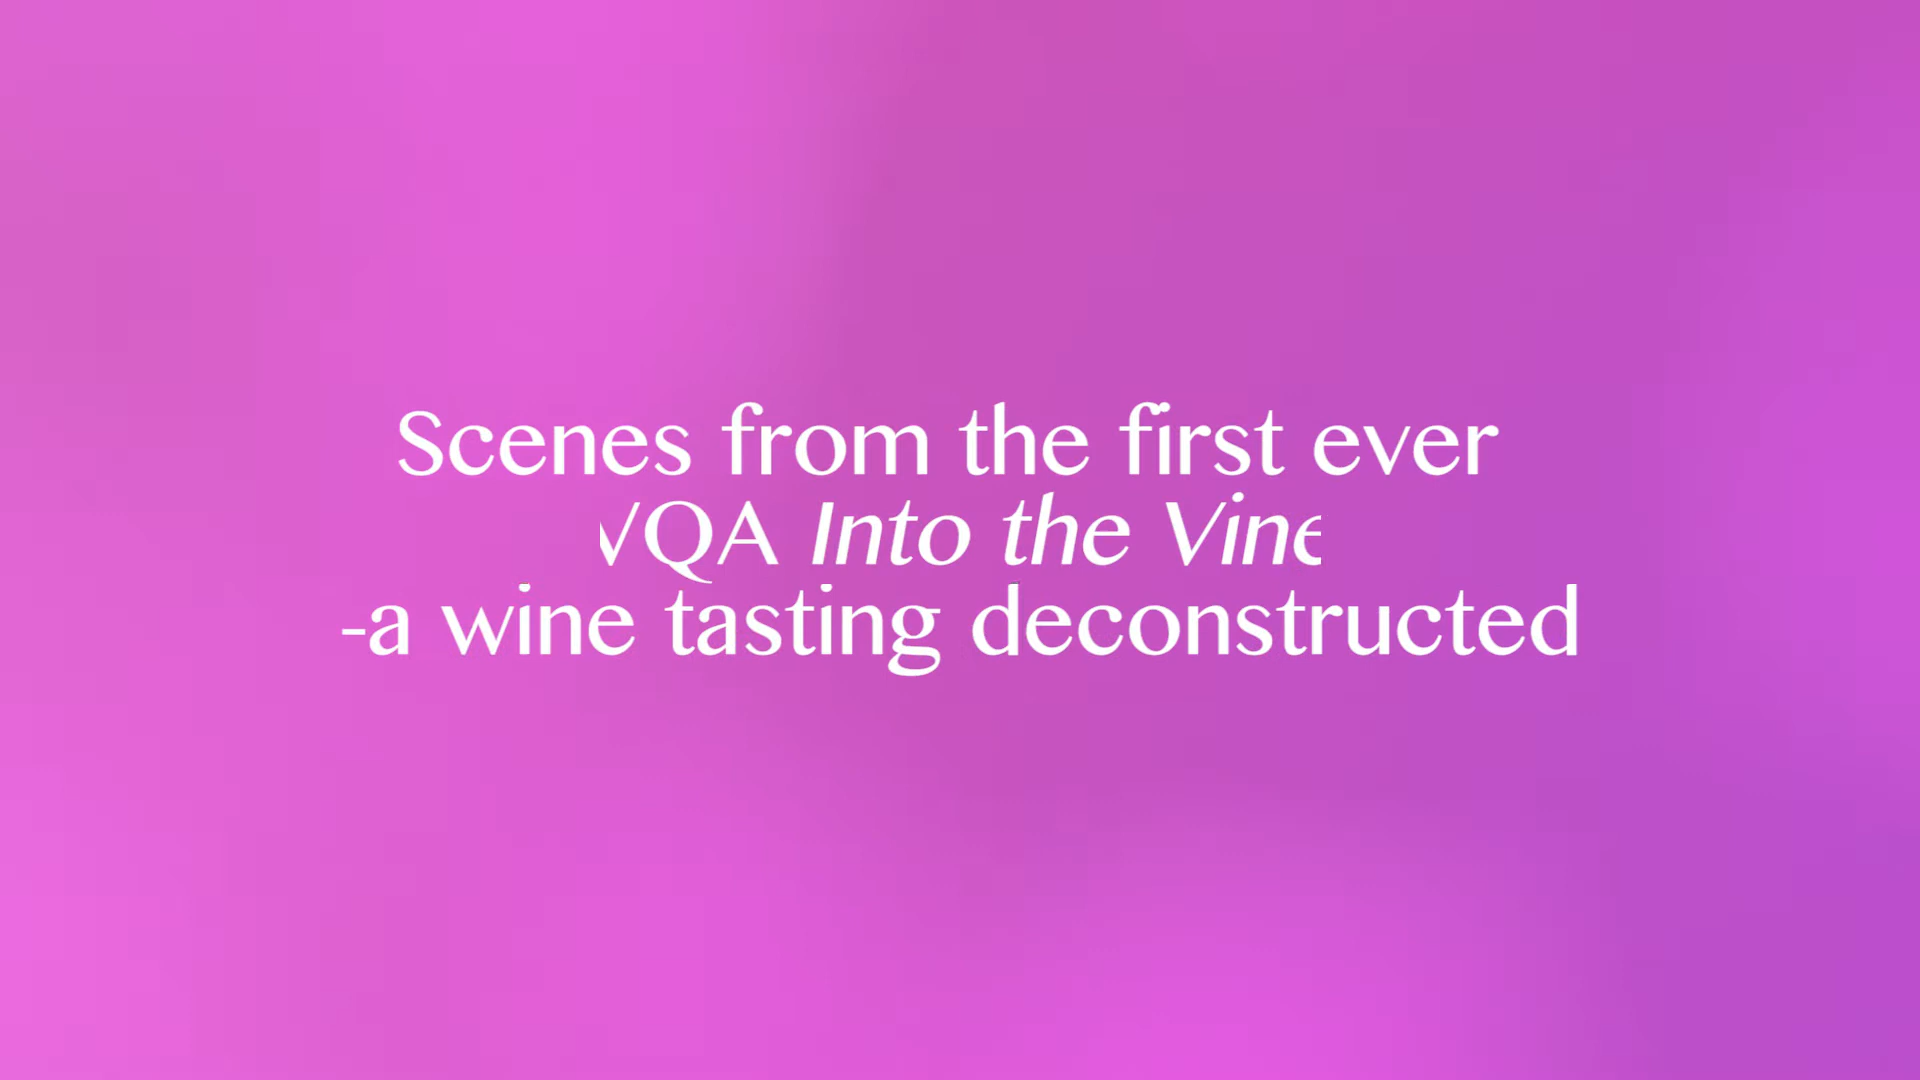 Scenes from the first ever
VQA Into the Vine
-a wine tasting deconstructed